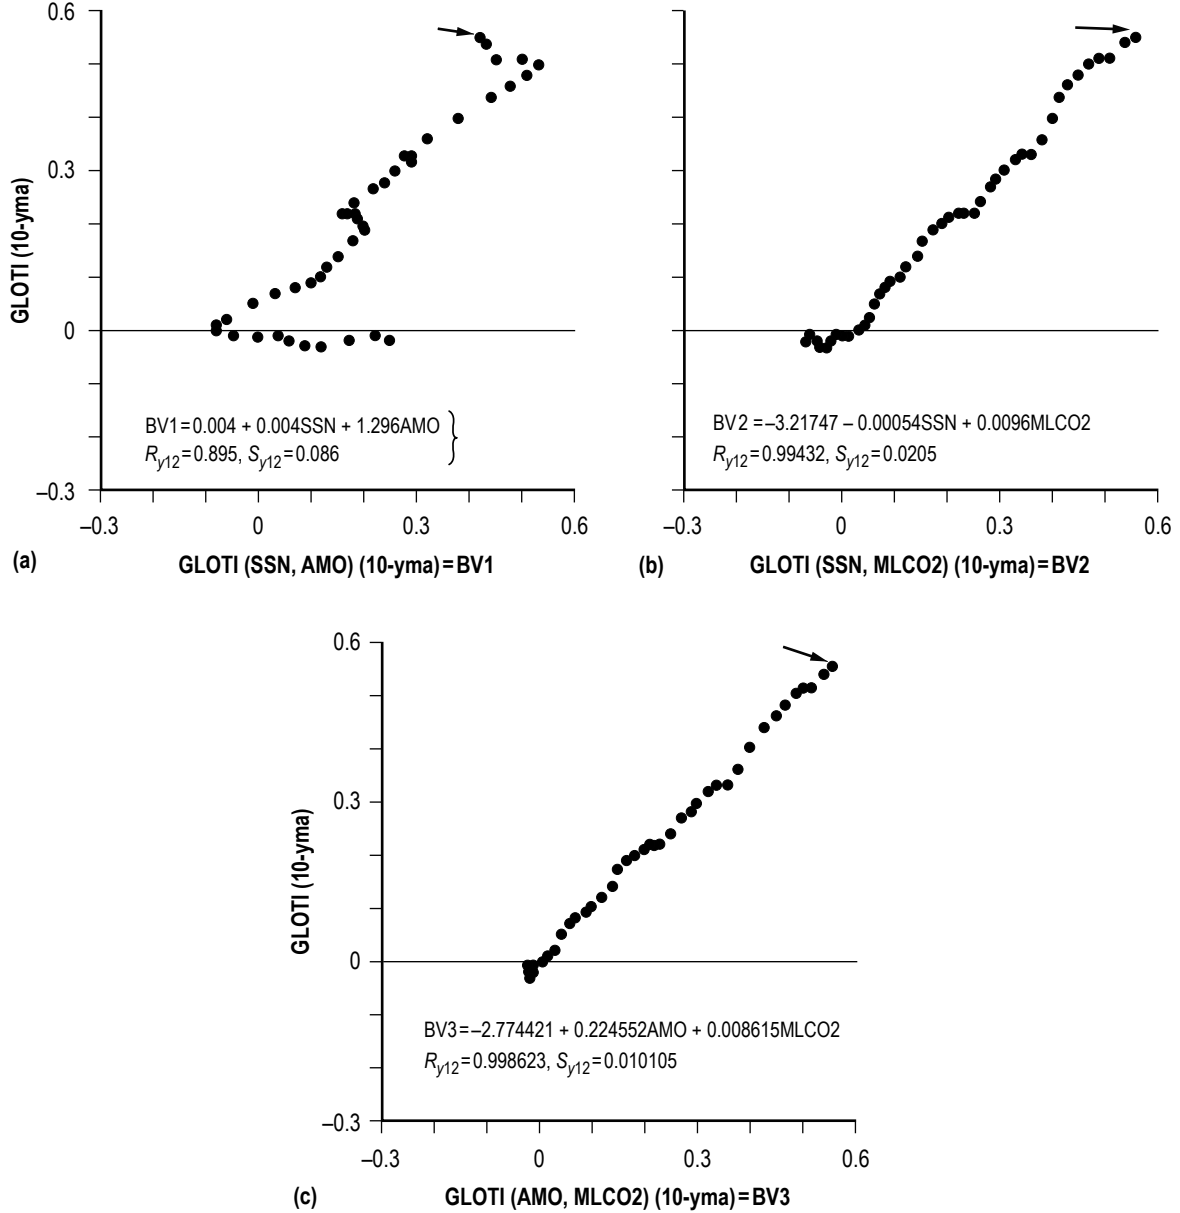 0.6
0.3
0
–0.3
GLOTI (10-yma)
BV1=0.004 + 0.004SSN + 1.296AMO
Ry12=0.895, Sy12=0.086
–0.3 0 0.3 0.6
(a) GLOTI (SSN, AMO) (10-yma)=BV1
BV2=–3.21747 – 0.00054SSN + 0.0096MLCO2
Ry12=0.99432, Sy12=0.0205
–0.3 0 0.3 0.6
(b) GLOTI (SSN, MLCO2) (10-yma)=BV2
0.6
0.3
0
–0.3
GLOTI (10-yma)
BV3=–2.774421 + 0.224552AMO + 0.008615MLCO2
Ry12=0.998623, Sy12=0.010105
–0.3 0 0.3 0.6
(c) GLOTI (AMO, MLCO2) (10-yma)=BV3